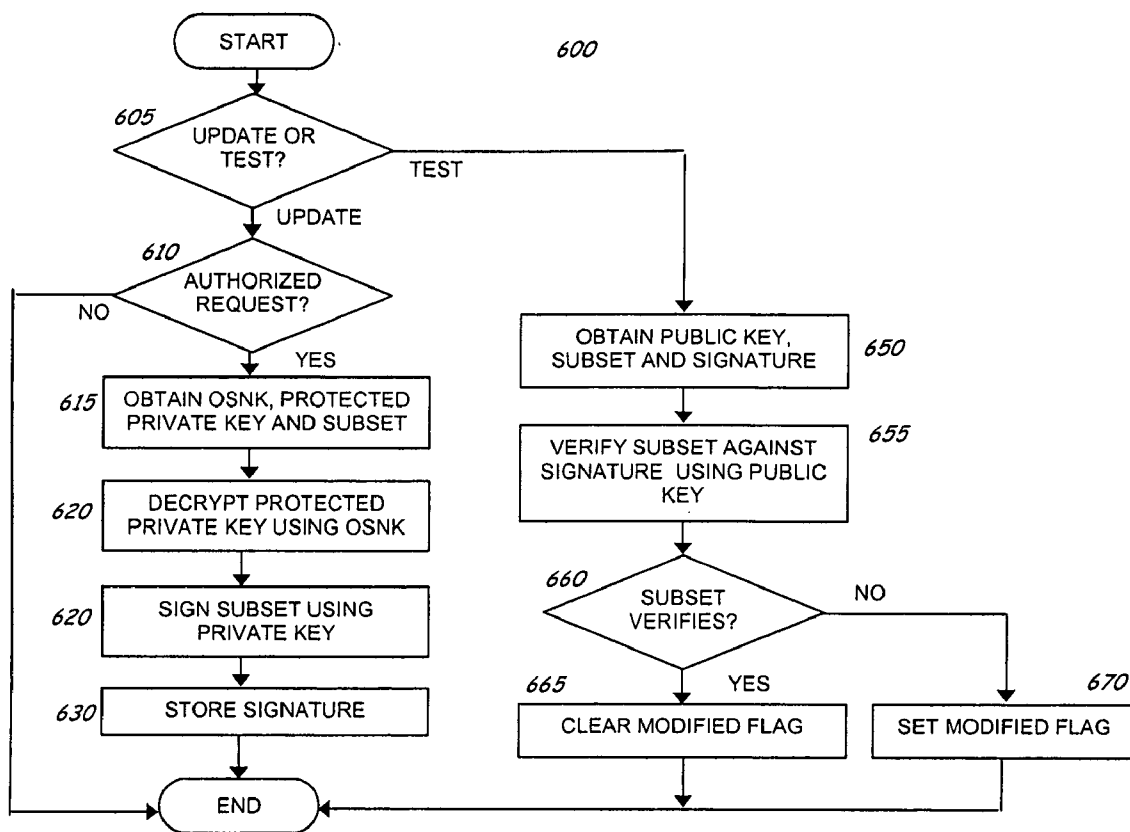 START
600
605
UPDATE OR
TEST?
TEST
UPDATE
610
AUTHORIZED
REQUEST?
NO
YES
615
OBTAIN OSNK, PROTECTED
PRIVATE KEY AND SUBSET
620
DECRYPT PROTECTED
PRIVATE KEY USING OSNK
620
SIGN SUBSET USING
PRIVATE KEY
630
STORE SIGNATURE
OBTAIN PUBLIC KEY,
SUBSET AND SIGNATURE
650
VERIFY SUBSET AGAINST
SIGNATURE USING PUBLIC
KEY
655
660
SUBSET
VERIFIES?
NO
YES
665
CLEAR MODIFIED FLAG
670
SET MODIFIED FLAG
END